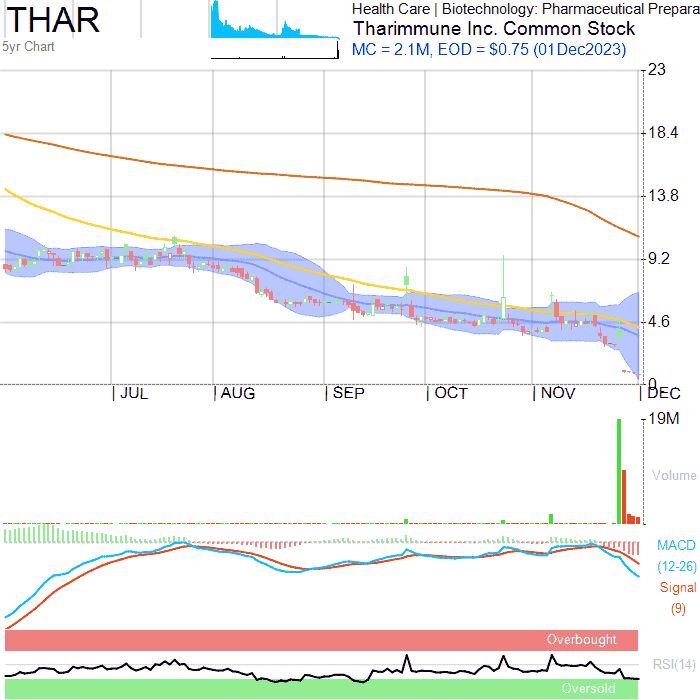 THAR
5yr Chart
Health Care | Biotechnology: Pharmaceutical Prepara
Tharimmune Inc. Common Stock
MC = 2.1M, EOD = $0.75 (01Dec2023)
23
18.4
13.8
9.2
4.6
0
JUL
AUG
SEP
OCT
NOV
DEC
19M
Volume
MACD
(12-26)
Signal
(9)
Overbought
RSI(14)
Oversold